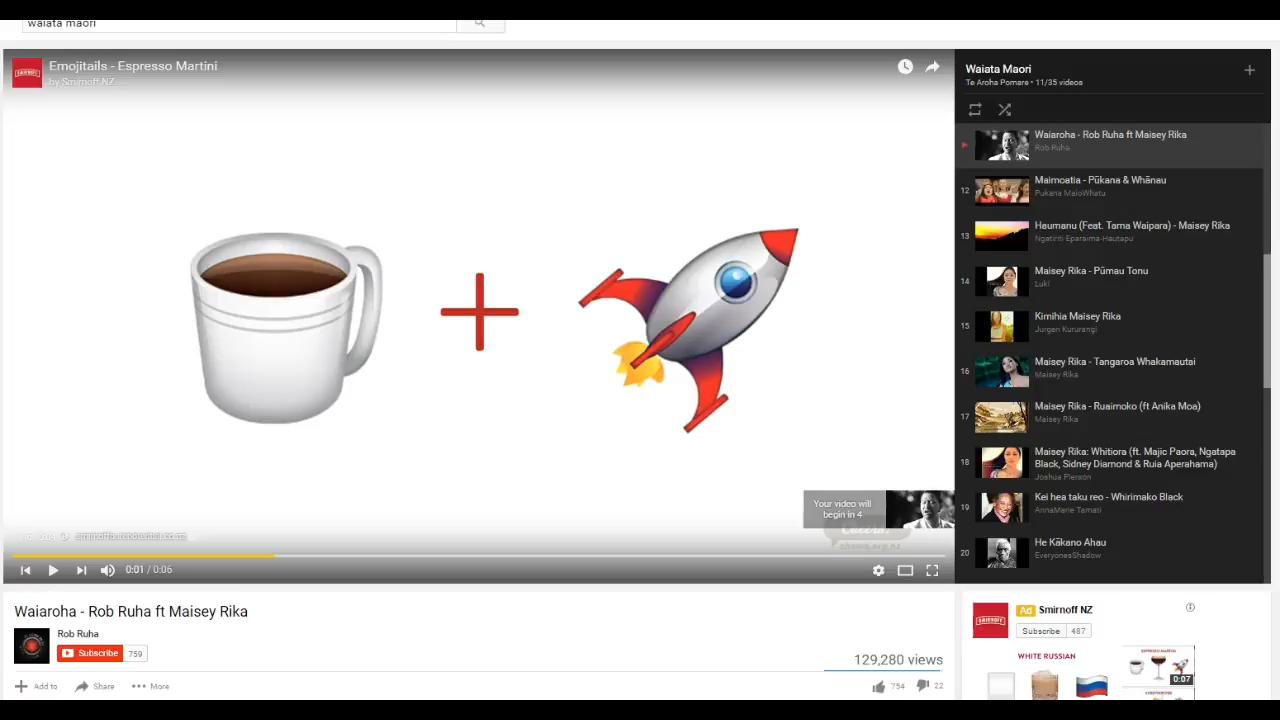 waiata maori
SMIRNOFF
Emojitails - Espresso Martini
by Smirnoff NZ
Your video will
begin in 4
Cheers!
0:01 / 0:06
Waiata Maori
Te Aroha Pomare • 11/35 videos
Waiaroha - Rob Ruha ft Maisey Rika
Rob Ruha
12
Maimoatia - Pūkana & Whānau
Pukana MaioWhatu
13
Haumanu (Feat. Tama Waipara) - Maisey Rika
Ngatiriti Eparaima-Hautapu
14
Maisey Rika - Pūmau Tonu
Luki
15
Kimihia Maisey Rika
Jurgen Kururangi
16
Maisey Rika - Tangaroa Whakamautai
Maisey Rika
17
Maisey Rika - Ruaimoko (ft Anika Moa)
Maisey Rika
18
Maisey Rika: Whitiora (ft. Majic Paora, Ngatapa
Black, Sidney Diamond & Ruia Aperahama)
Joshua Pierson
19
Kei hea taku reo - Whirimako Black
AnnaMarie Tamati
20
He Kākano Ahau
EveryonesShadow
Waiaroha - Rob Ruha ft Maisey Rika
Rob Ruha
Subscribe 759
129,280 views
Add to Share More
754 22
SMIRNOFF
Ad Smirnoff NZ
Subscribe 487
WHITE RUSSIAN
ESPRESSO MARTINI
0:07